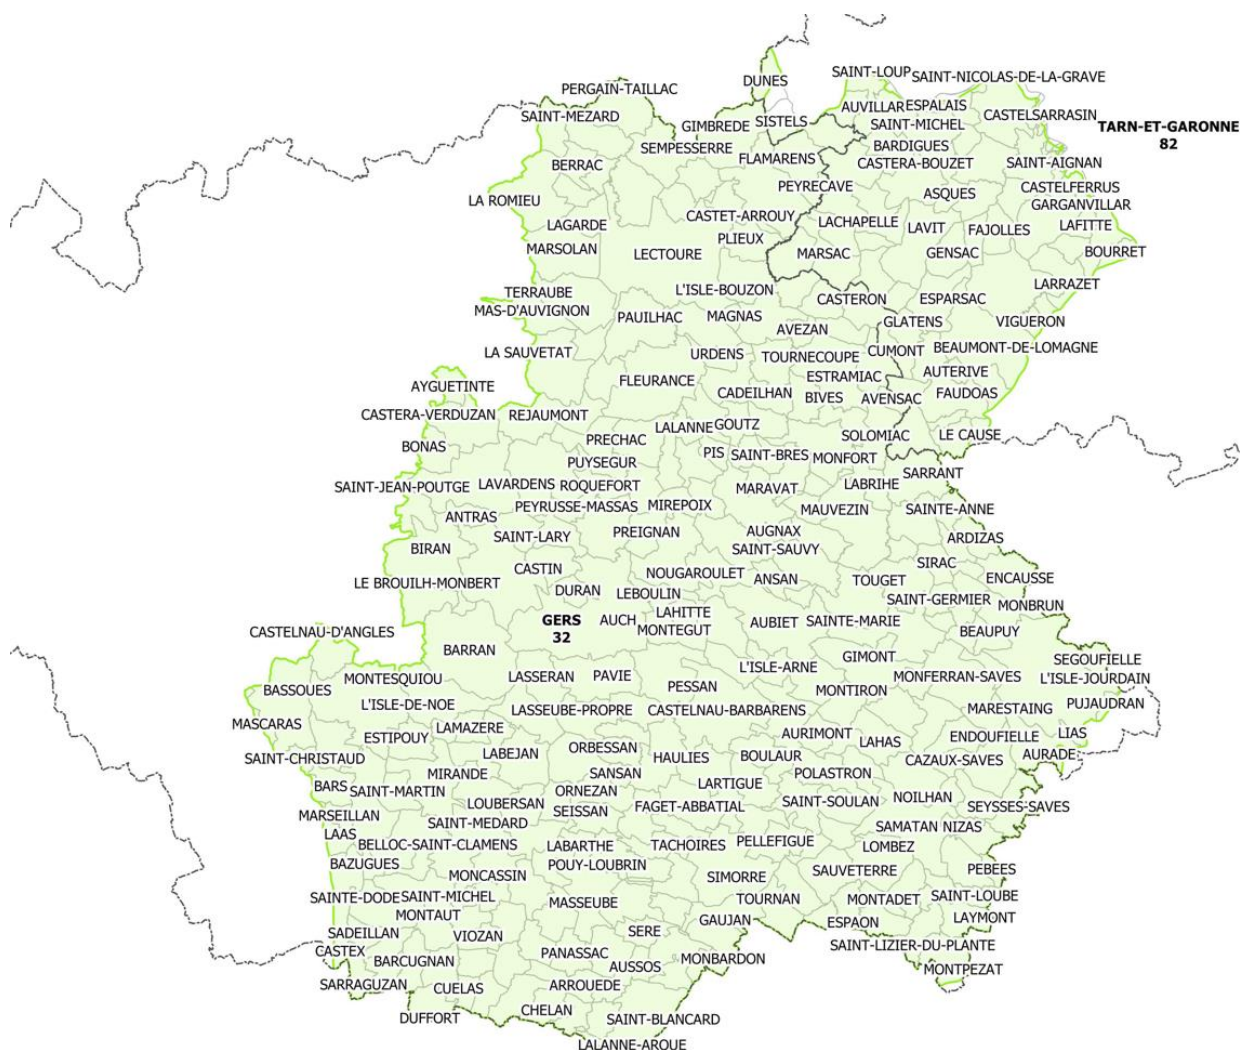 DUNES
SAINT-LOUP
SAINT-NICOLAS-DE-LA-GRAVE
PERGAIN-TAILLAC
AUVILLAR
ESPALAIS
SAINT-MEZARD
CASTELSARRASIN
GIMBREDE
SISTELS
SAINT-MICHEL
TARN-ET-GARONNE
82
SEMPESSERRE
BARDIGUES
FLAMARENS
BERRAC
CASTERA-BOUZET
SAINT-AIGNAN
PEYRECAVE
ASQUES
CASTELFERRUS
LA ROMIEU
GARGANVILLAR
CASTET-ARROUY
LACHAPELLE
LAGARDE
LAVIT
FAJOLLES
LAFITTE
PLIEUX
MARSOLAN
LECTOURE
MARSAC
GENSAC
BOURRET
L'ISLE-BOUZON
LARRAZET
TERRAUBE
CASTERON
ESPARSAC
MAS-D'AUVIGNON
PAUILHAC
MAGNAS
GLATENS
VIGUERON
AVEZAN
LA SAUVETAT
URDENS
TOURNECOUPE
CUMONT
BEAUMONT-DE-LOMAGNE
AYGUETINTE
FLEURANCE
ESTRAMIAC
AUTERIVE
CADEILHAN
BIVES
AVENSAC
FAUDOAS
CASTERA-VERDUZAN
REJAUMONT
LALANNE
GOUTZ
BONAS
PRECHAC
SOLOMIAC
LE CAUSE
PIS
SAINT-BRES
MONFORT
PUYSEGUR
SARRANT
SAINT-JEAN-POUTGE
LAVARDENS
ROQUEFORT
MARAVAT
LABRIHE
PEYRUSSE-MASSAS
MIREPOIX
MAUVEZIN
SAINTE-ANNE
ANTRAS
SAINT-LARY
PREIGNAN
AUGNAX
ARDIZAS
BIRAN
SAINT-SAUVY
CASTIN
NOUGAROULET
SIRAC
LE BROUILH-MONBERT
DURAN
LEBOULIN
ANSAN
TOUGET
ENCAUSSE
SAINT-GERMIER
MONBRUN
GERS
32
AUCH
LAHITTE
CASTELNAU-D'ANGLES
MONTEGUT
AUBIET
SAINTE-MARIE
BEAUPUY
BARRAN
GIMONT
SEGOUFIELLE
MONTESQUIOU
LASSERAN
PAVIE
L'ISLE-ARNE
MONFERRAN-SAVES
L'ISLE-JOURDAIN
BASSOUES
PESSAN
MONTIRON
L'ISLE-DE-NOE
LASSEUBE-PROPRE
CASTELNAU-BARBARENS
MARESTAING
PUJAUDRAN
MASCARAS
ESTIPOUY
LAMAZERE
AURIMONT
LAHAS
ENDOUFIELLE
LIAS
SAINT-CHRISTAUD
LABEJAN
ORBESSAN
HAULIES
BOULAUR
CAZAUX-SAVES
AURADE
BARS
SAINT-MARTIN
MIRANDE
SANSAN
LARTIGUE
POLASTRON
ORNEZAN
MARSEILLAN
LOUBERSAN
SEISSAN
FAGET-ABBATIAL
SAINT-SOULAN
NOILHAN
SEYSSES-SAVES
LAAS
SAINT-MEDARD
SAMATAN
NIZAS
BELLOC-SAINT-CLAMENS
LABARTHE
TACHOIRES
PELLEFIGUE
LOMBEZ
BAZUGUES
POUY-LOUBRIN
MONCASSIN
SIMORRE
SAUVETERRE
PEBEES
SAINTE-DODE
SAINT-MICHEL
MASSEUBE
TOURNAN
MONTADET
SAINT-LOUBE
MONTAUT
GAUJAN
ESPAON
LAYMONT
SADEILLAN
VIOZAN
SERE
CASTEX
BARCUGNAN
PANASSAC
MONBARDON
SAINT-LIZIER-DU-PLANTE
AUSSOS
MONTPEZAT
SARRAGUZAN
CUELAS
ARROUEDE
DUFFORT
CHELAN
SAINT-BLANCARD
LALANNE-ARQUE